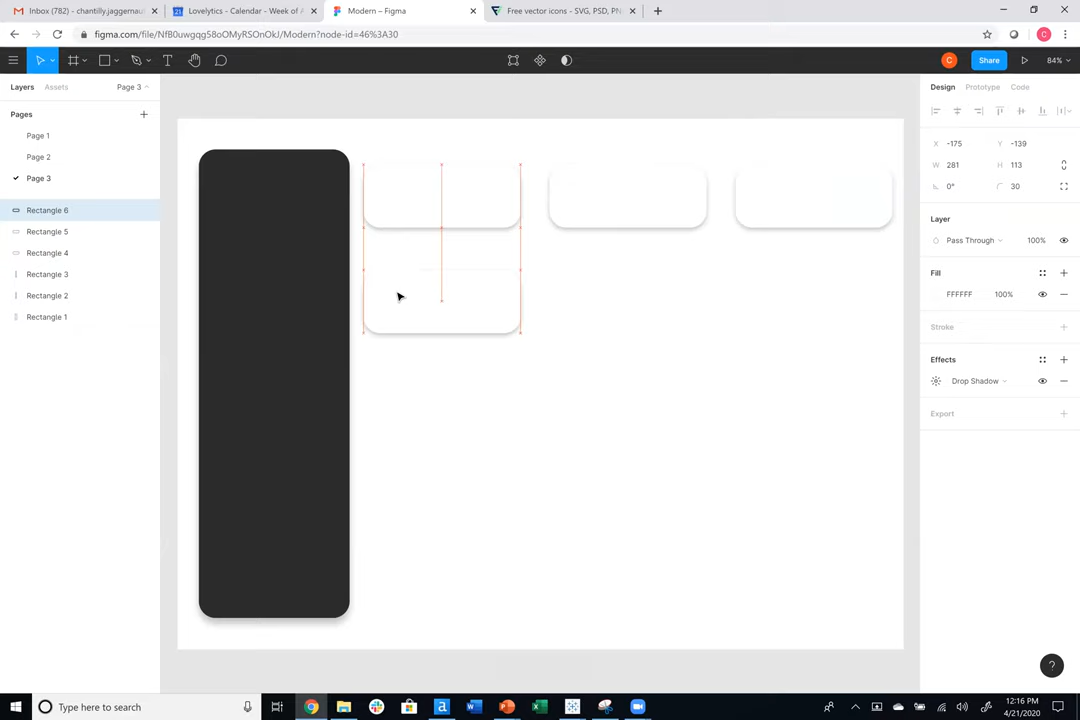 Inbox (782) - chantilly.jaggernau
Lovelytics - Calendar - Week of A
Modern – Figma
Free vector icons - SVG, PSD, PN
figma.com/file/NfB0uwgqg58oOMyRSOnOkJ/Modern?node-id=46%3A30
C
C
Share
84%
Layers
Assets
Page 3
Design
Prototype
Code
Pages
Page 1
Page 2
Page 3
X -175 Y -139
W 281 H 113
0° 30
Rectangle 6
Rectangle 5
Rectangle 4
Rectangle 3
Rectangle 2
Rectangle 1
Layer
Pass Through 100%
Fill
FFFFFF 100%
Stroke
Effects
Drop Shadow
Export
?
Type here to search
12:16 PM
4/21/2020